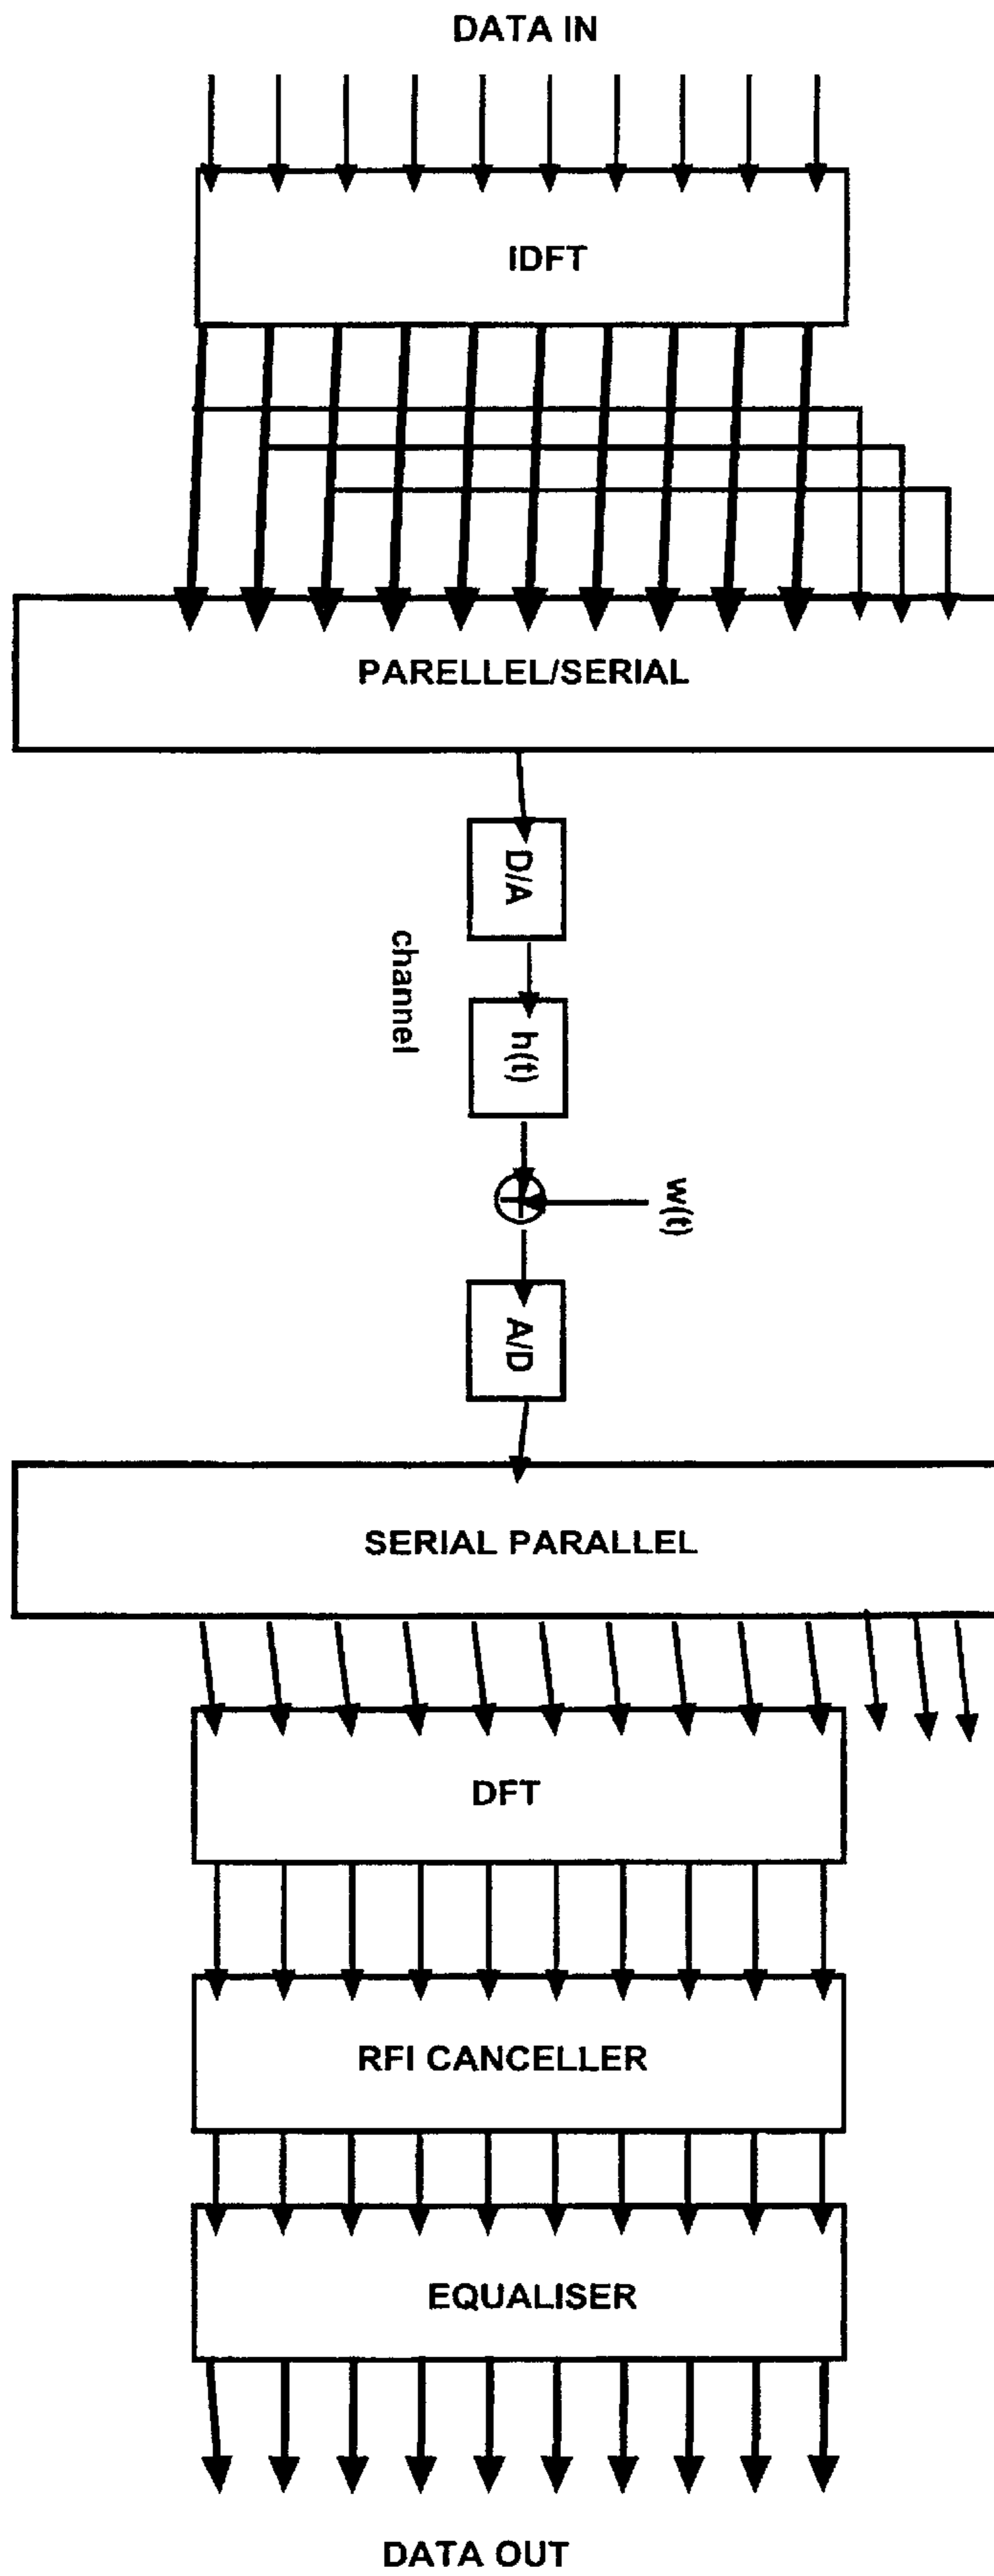 DATA IN
IDFT
PARELLEL/SERIAL
D/A
channel
h(t)
w(t)
A/D
SERIAL PARALLEL
DFT
RFI CANCELLER
EQUALISER
DATA OUT